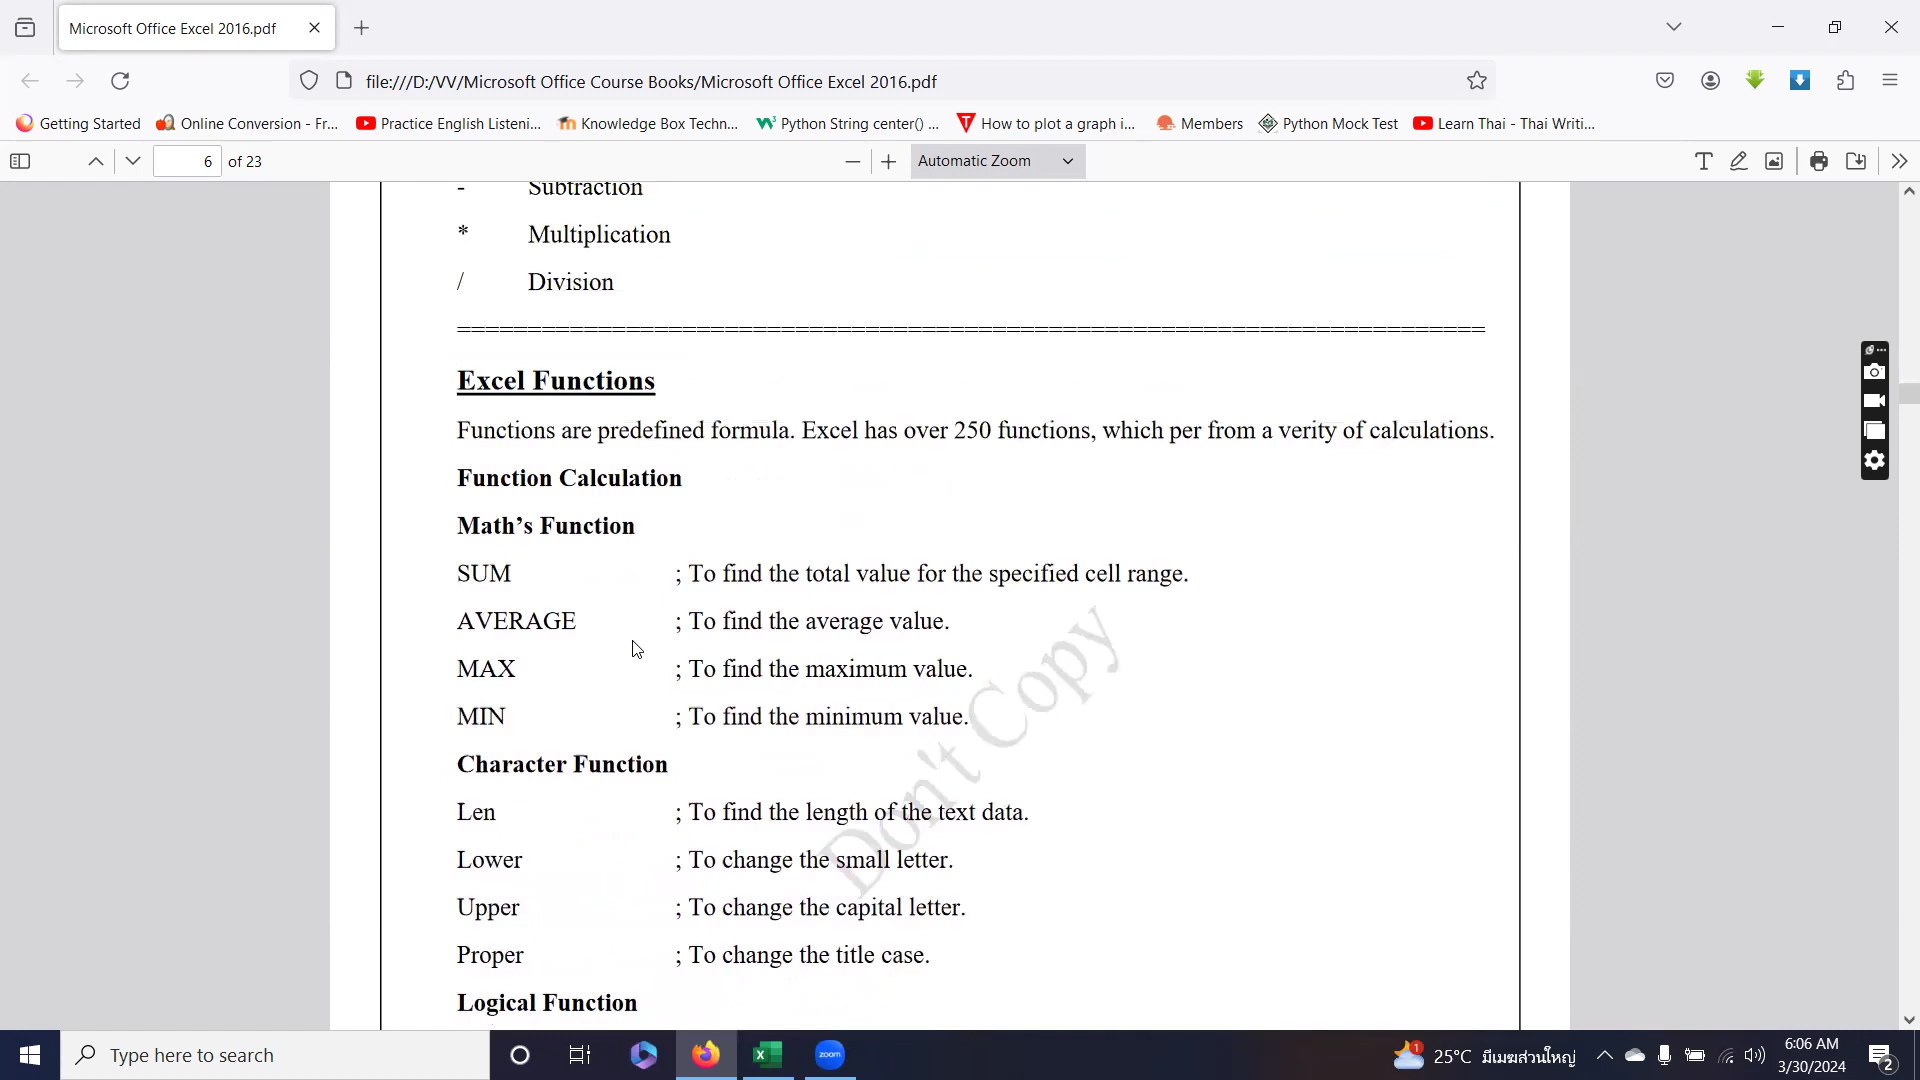 Microsoft Office Excel 2016.pdf
file:///D:/VV/Microsoft Office Course Books/Microsoft Office Excel 2016.pdf
Getting Started
Online Conversion - Fr...
Practice English Listeni...
Knowledge Box Techn...
Python String center() ...
How to plot a graph i...
Members
Python Mock Test
Learn Thai - Thai Writi...
6 of 23
Automatic Zoom
- Subtraction
* Multiplication
/ Division
=========================================================================
Excel Functions
Functions are predefined formula. Excel has over 250 functions, which per from a verity of calculations.
Function Calculation
Math’s Function
SUM ; To find the total value for the specified cell range.
AVERAGE ; To find the average value.
MAX ; To find the maximum value.
MIN ; To find the minimum value.
Character Function
Len ; To find the length of the text data.
Lower ; To change the small letter.
Upper ; To change the capital letter.
Proper ; To change the title case.
Logical Function
Don't Copy
Type here to search
zoom
1
25°C มีเมฆส่วนใหญ่
6:06 AM
3/30/2024
2